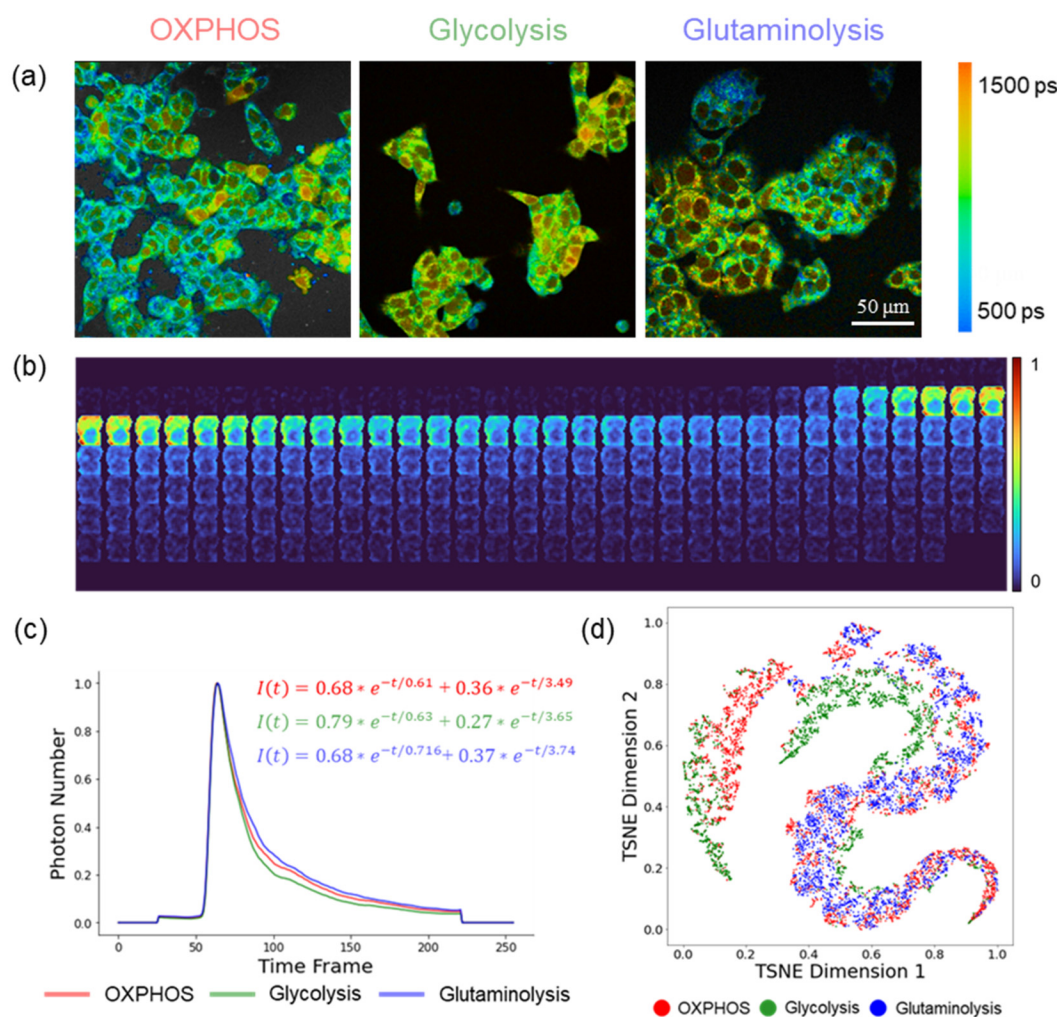 OXPHOS Glycolysis Glutaminolysis
(a)
1500 ps
500 ps
50 μm
(b)
1
0
(c)
I(t) = 0.68 * e^{-t/0.61} + 0.36 * e^{-t/3.49}
I(t) = 0.79 * e^{-t/0.63} + 0.27 * e^{-t/3.65}
I(t) = 0.68 * e^{-t/0.716} + 0.37 * e^{-t/3.74}
Photon Number
1.0
0.8
0.6
0.4
0.2
0.0
0 50 100 150 200 250
Time Frame
OXPHOS Glycolysis Glutaminolysis
(d)
TSNE Dimension 2
1.0
0.8
0.6
0.4
0.2
0.0
0.0 0.2 0.4 0.6 0.8 1.0
TSNE Dimension 1
OXPHOS Glycolysis Glutaminolysis